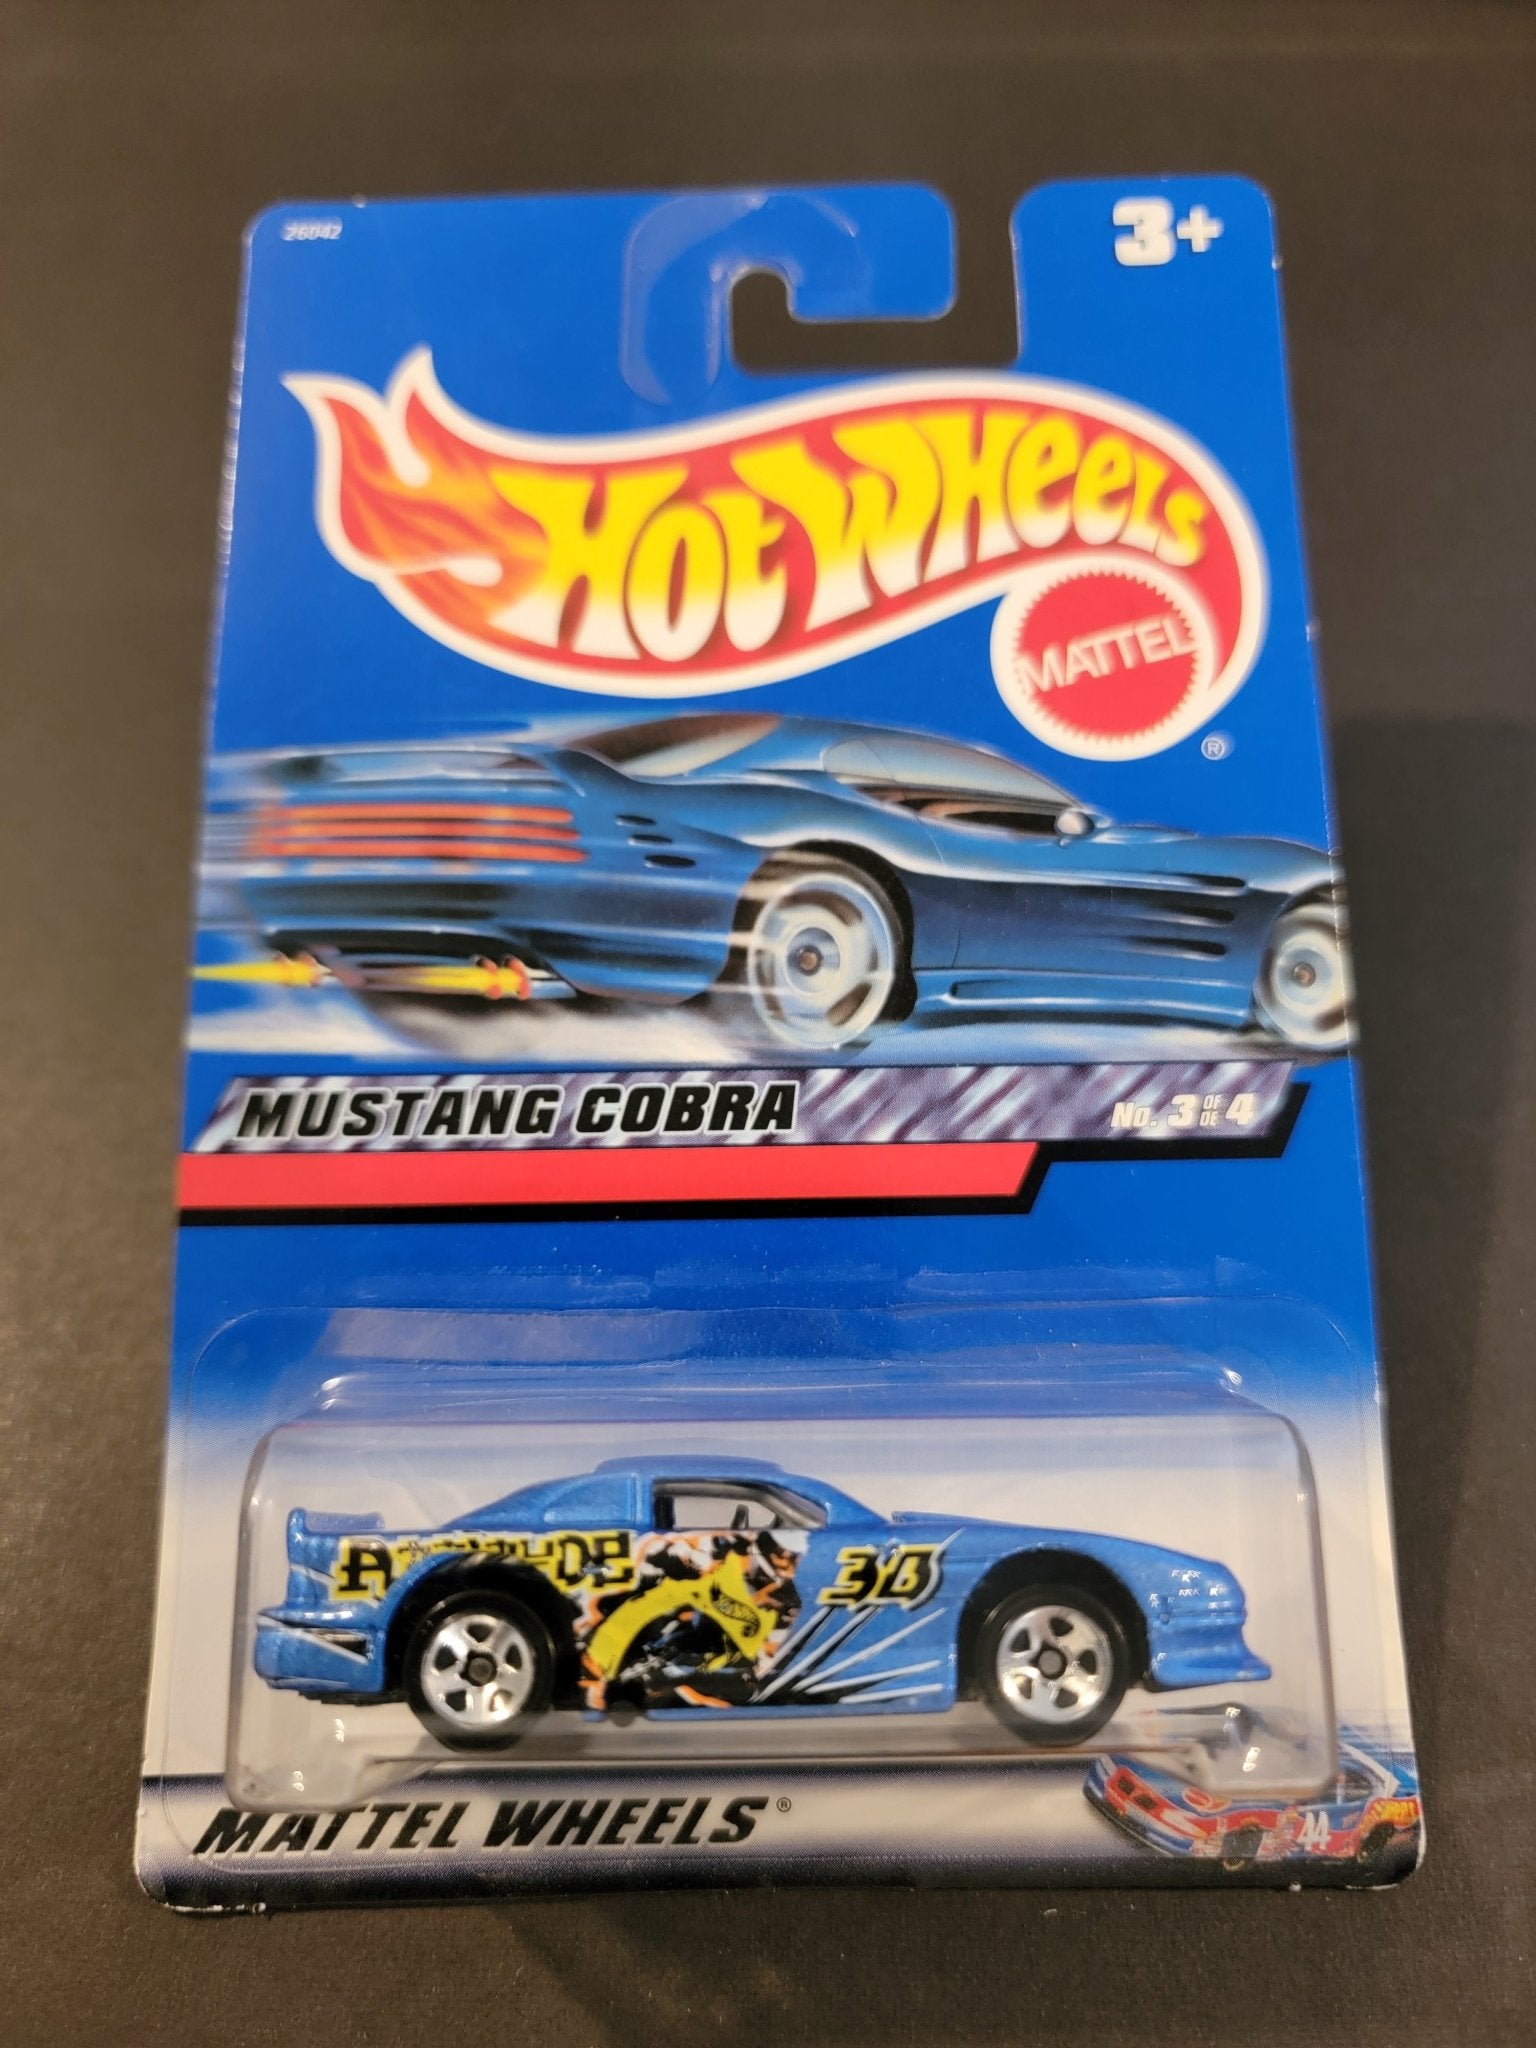 26042
3+
Hot Wheels
MATTEL
®
MUSTANG COBRA
No. 3 OF DE 4
36
MATTEL WHEELS®
44